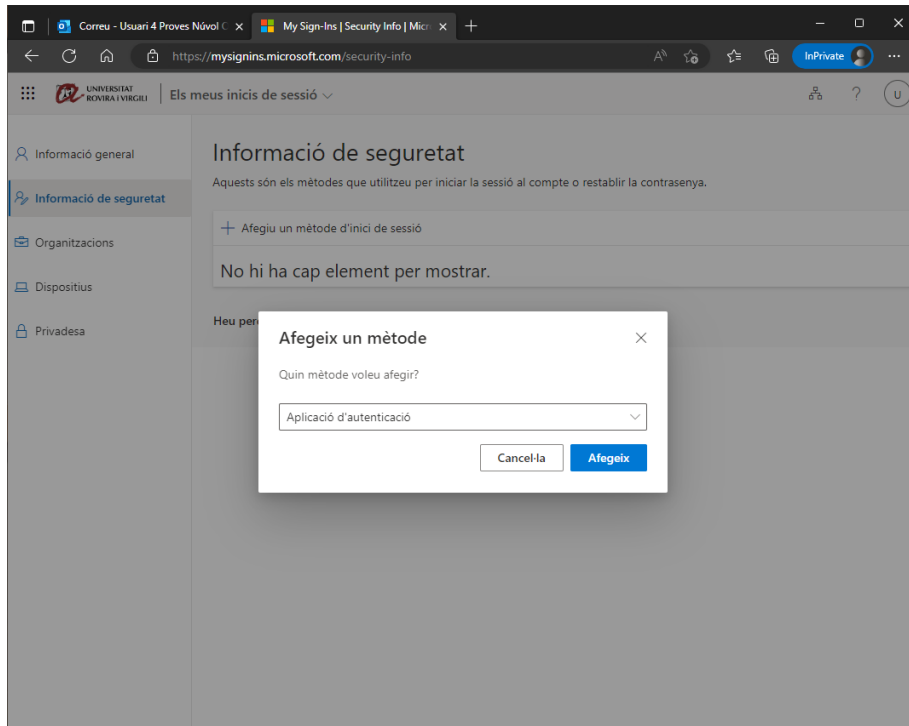 Correu - Usuari 4 Proves Núvol C
My Sign-Ins | Security Info | Micr
https://mysignins.microsoft.com/security-info
InPrivate
UNIVERSITAT
ROVIRA I VIRGILI
Els meus inicis de sessió
?
U
Informació general
Informació de seguretat
Organitzacions
Dispositius
Privadesa
Informació de seguretat
Aquests són els mètodes que utilitzeu per iniciar la sessió al compte o restablir la contrasenya.
Afegiu un mètode d'inici de sessió
No hi ha cap element per mostrar.
Heu per
Afegeix un mètode
Quin mètode voleu afegir?
Aplicació d'autenticació
Cancel·la
Afegeix